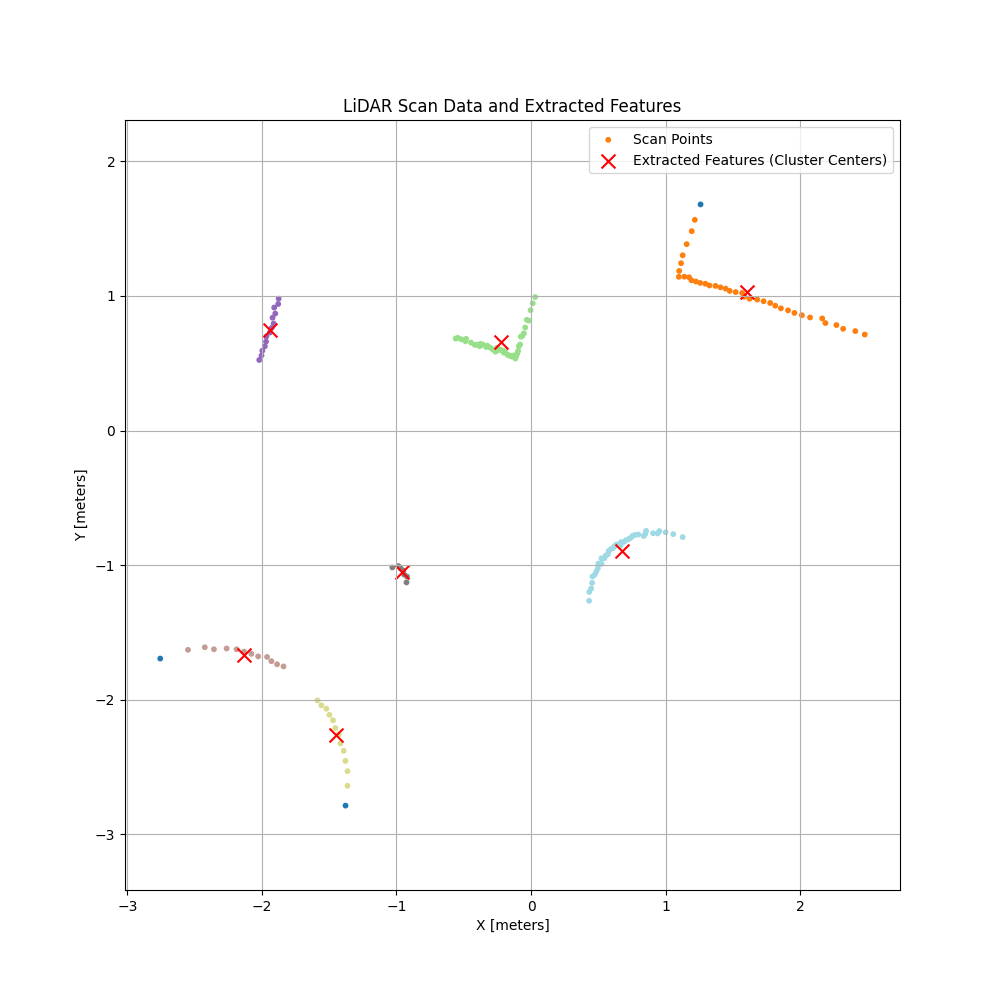 LiDAR Scan Data and Extracted Features
Scan Points
Extracted Features (Cluster Centers)
2
1
0
−1
−2
−3
Y [meters]
−3 −2 −1 0 1 2
X [meters]